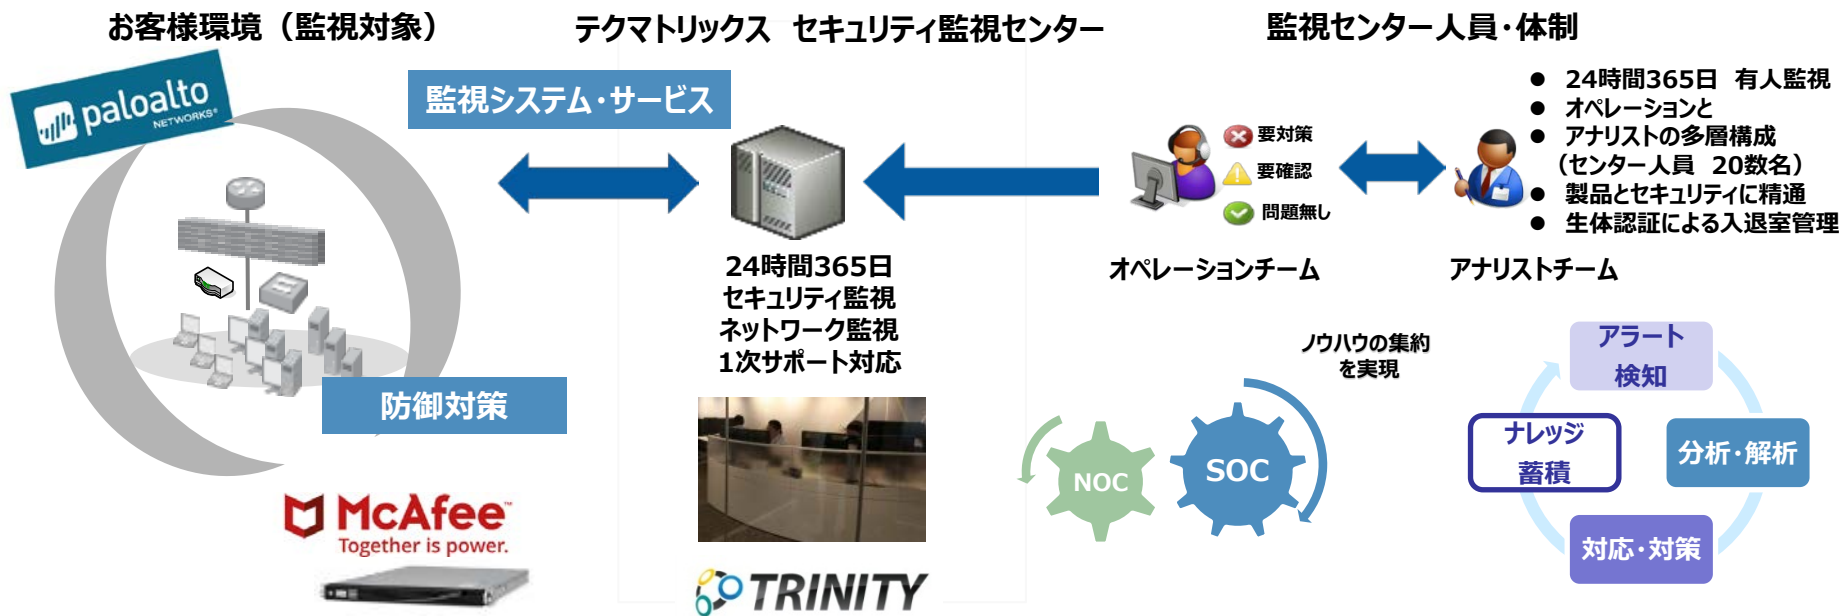 お客様環境（監視対象）
paloalto
NETWORKS®
防御対策
McAfee™
Together is power.
テクマトリックス セキュリティ監視センター
監視システム・サービス
24時間365日
セキュリティ監視
ネットワーク監視
1次サポート対応
TRINITY
監視センター人員・体制
要対策
要確認
問題無し
オペレーションチーム
アナリストチーム
● 24時間365日 有人監視
● オペレーションと
● アナリストの多層構成
（センター人員 20数名）
● 製品とセキュリティに精通
● 生体認証による入退室管理
ノウハウの集約
を実現
NOC
SOC
アラート
検知
分析・解析
対応・対策
ナレッジ
蓄積